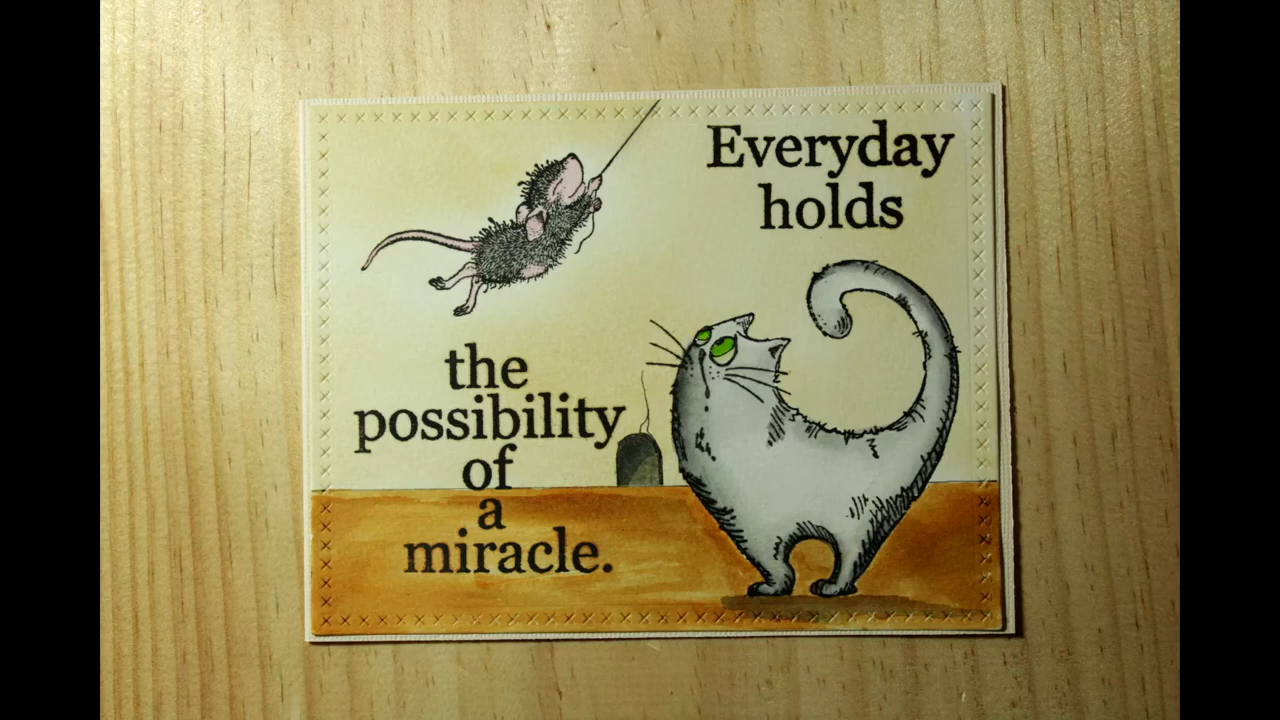 Everyday
holds
the
possibility
of
a
miracle.